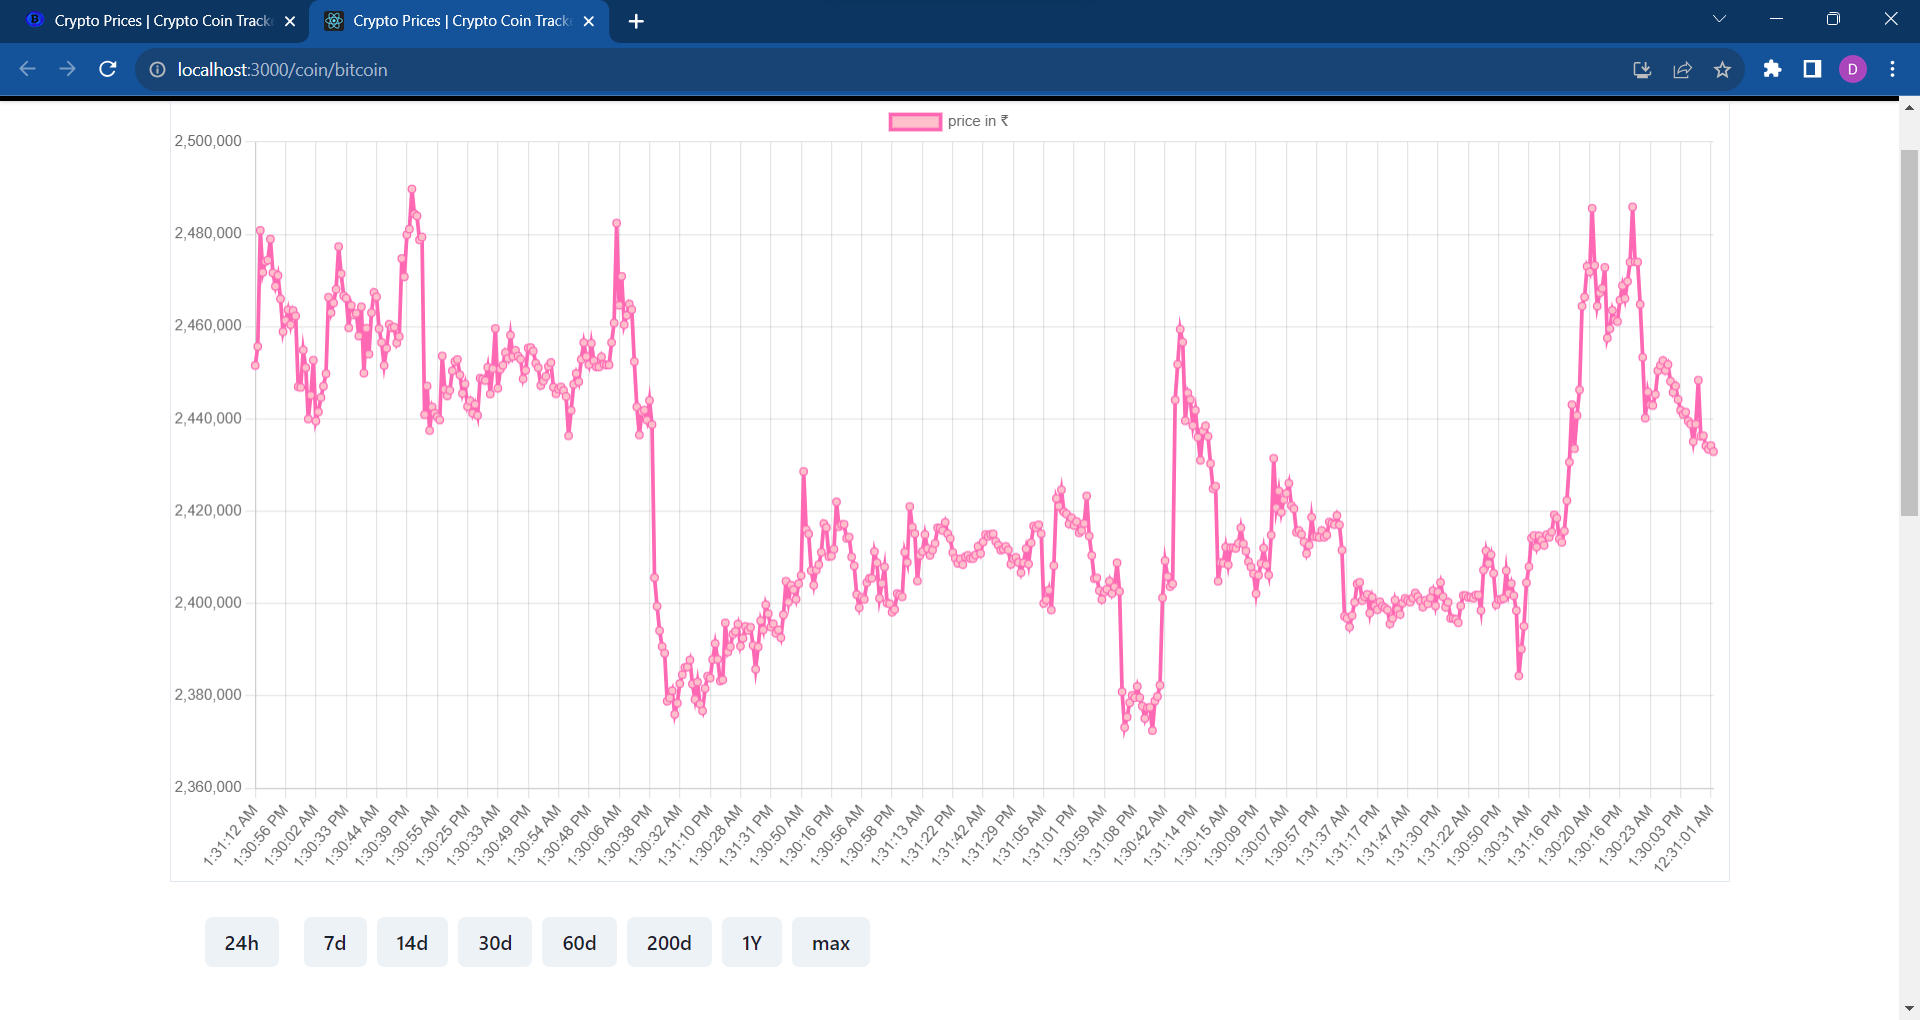 Crypto Prices | Crypto Coin Track
Crypto Prices | Crypto Coin Track
localhost:3000/coin/bitcoin
D
price in ₹
2,500,000
2,480,000
2,460,000
2,440,000
2,420,000
2,400,000
2,380,000
2,360,000
1:31:12 AM
1:30:56 PM
1:30:02 AM
1:30:33 PM
1:30:44 AM
1:30:39 PM
1:30:55 AM
1:30:25 PM
1:30:33 AM
1:30:49 PM
1:30:54 AM
1:30:48 PM
1:30:06 AM
1:30:38 PM
1:30:32 AM
1:31:10 PM
1:30:28 AM
1:31:31 PM
1:30:50 AM
1:30:16 PM
1:30:56 AM
1:30:58 PM
1:31:13 AM
1:31:22 PM
1:31:42 AM
1:31:29 PM
1:31:05 AM
1:31:01 PM
1:30:59 AM
1:31:08 PM
1:30:42 AM
1:31:14 PM
1:30:15 AM
1:30:09 PM
1:30:07 AM
1:30:57 PM
1:31:37 AM
1:31:17 PM
1:31:47 AM
1:31:30 PM
1:31:22 AM
1:30:50 PM
1:30:31 AM
1:31:16 PM
1:30:20 AM
1:30:16 PM
1:30:23 AM
1:30:03 PM
12:31:01 AM
24h 7d 14d 30d 60d 200d 1Y max